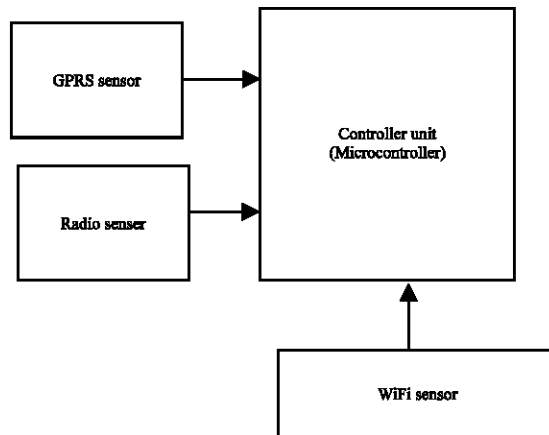 GPRS sensor
Controller unit
(Microcontroller)
Radio senser
WiFi sensor